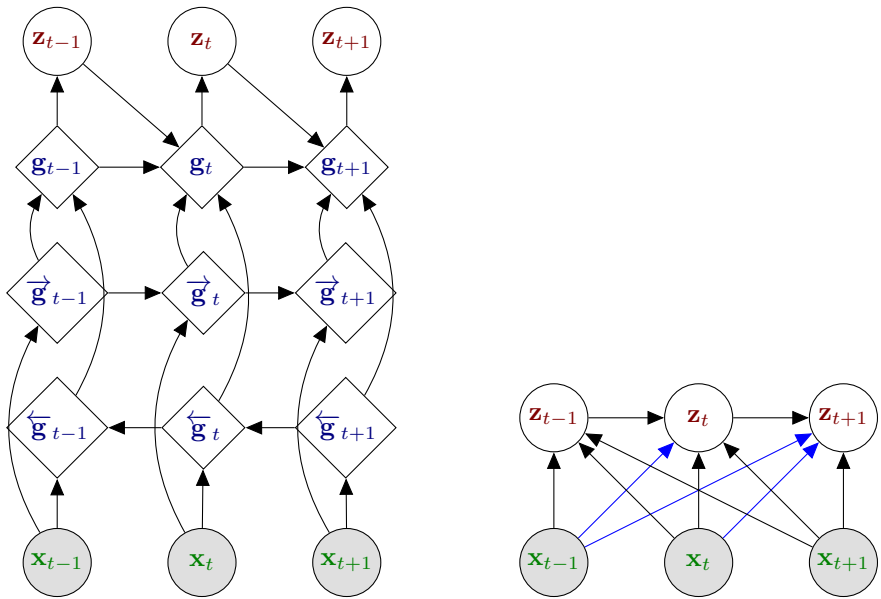 z_{t−1} z_t z_{t+1}
g_{t−1} g_t g_{t+1}
→g_{t−1} →g_t →g_{t+1}
←g_{t−1} ←g_t ←g_{t+1}
x_{t−1} x_t x_{t+1}
z_{t−1} z_t z_{t+1}
x_{t−1} x_t x_{t+1}